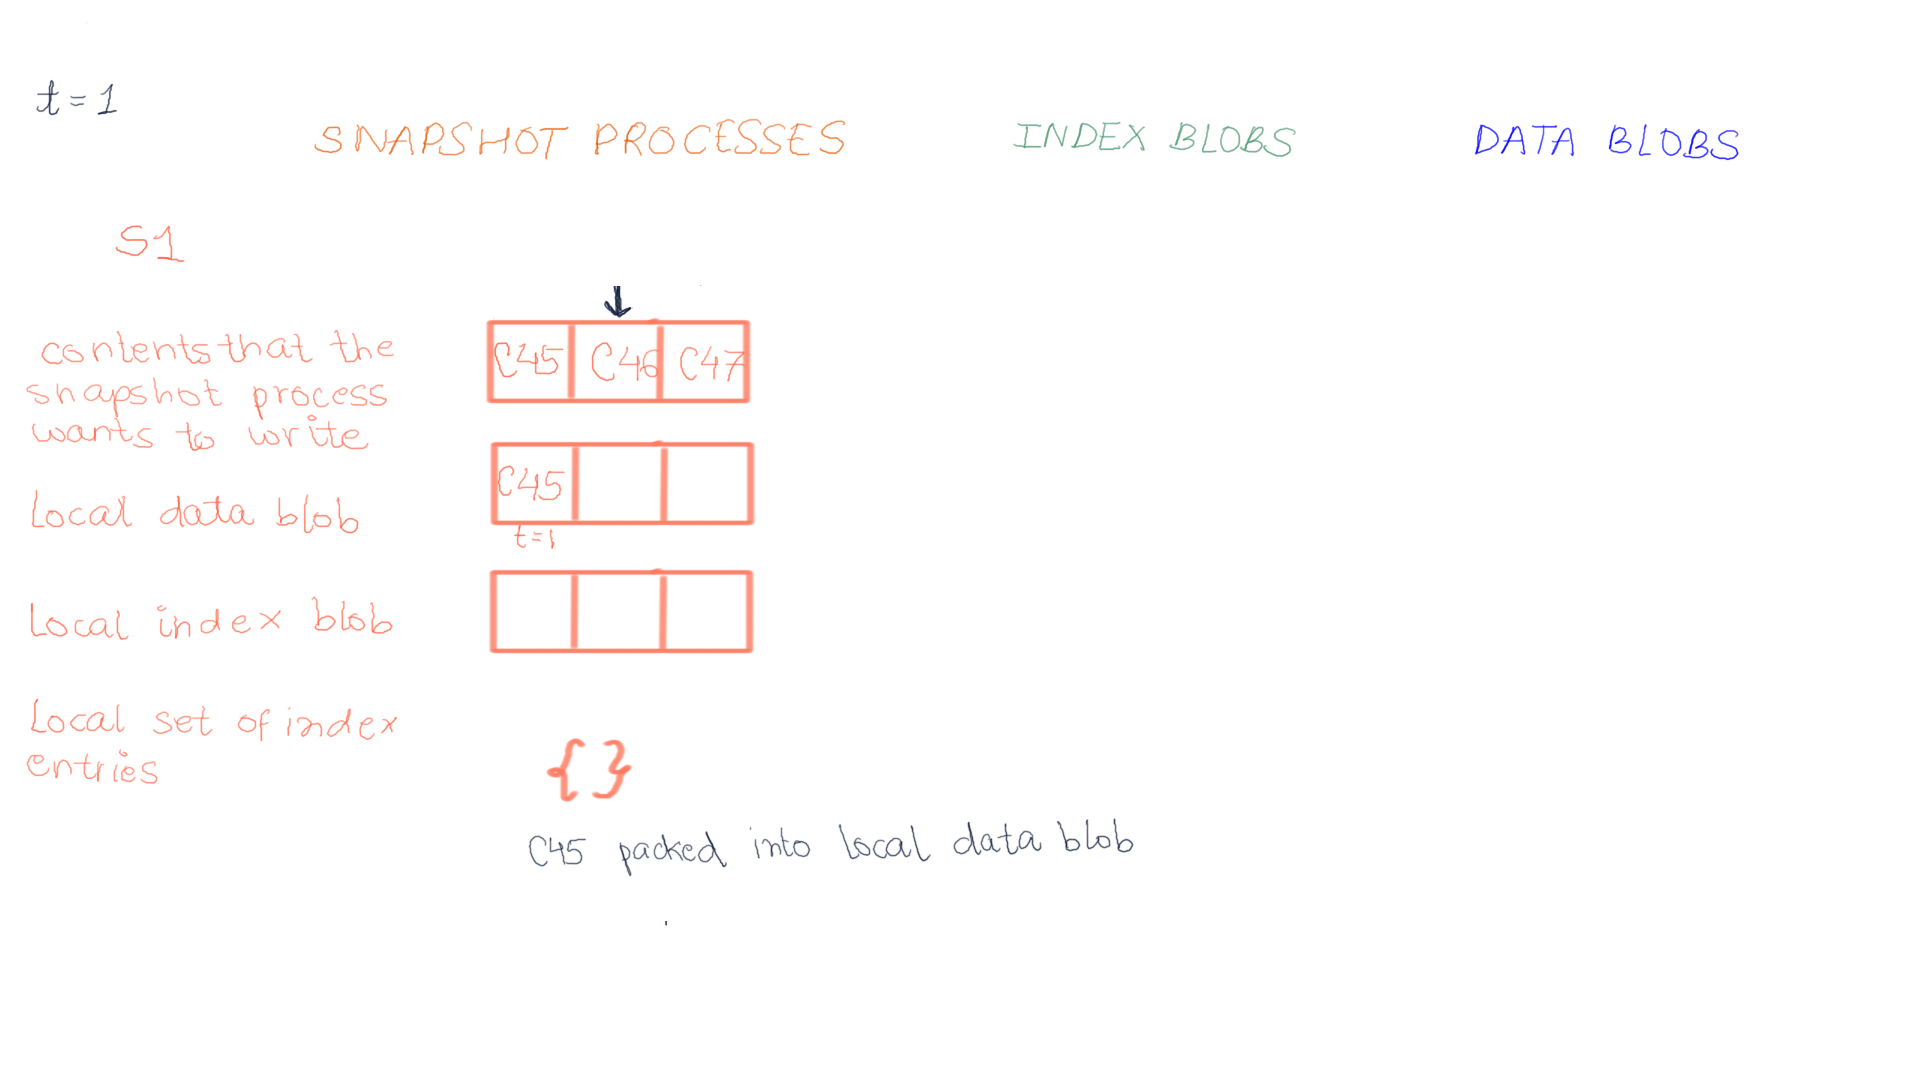 t=1
SNAPSHOT PROCESSES
INDEX BLOBS
DATA BLOBS
S1
contents that the
snapshot process
wants to write
C45 C46 C47
Local data blob
C45
t=1
Local index blob
Local set of index
entries
{}
C45 packed into local data blob